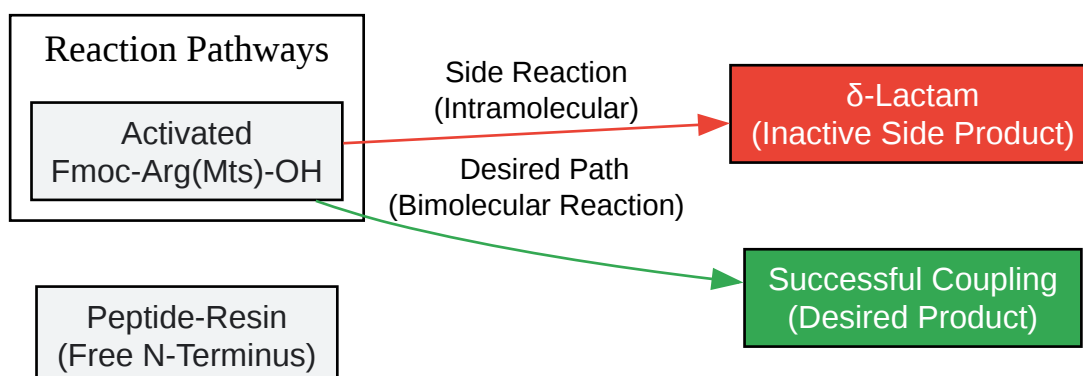 Reaction Pathways
Activated
Fmoc-Arg(Mts)-OH
Side Reaction
(Intramolecular)
δ-Lactam
(Inactive Side Product)
Desired Path
(Bimolecular Reaction)
Successful Coupling
(Desired Product)
Peptide-Resin
(Free N-Terminus)